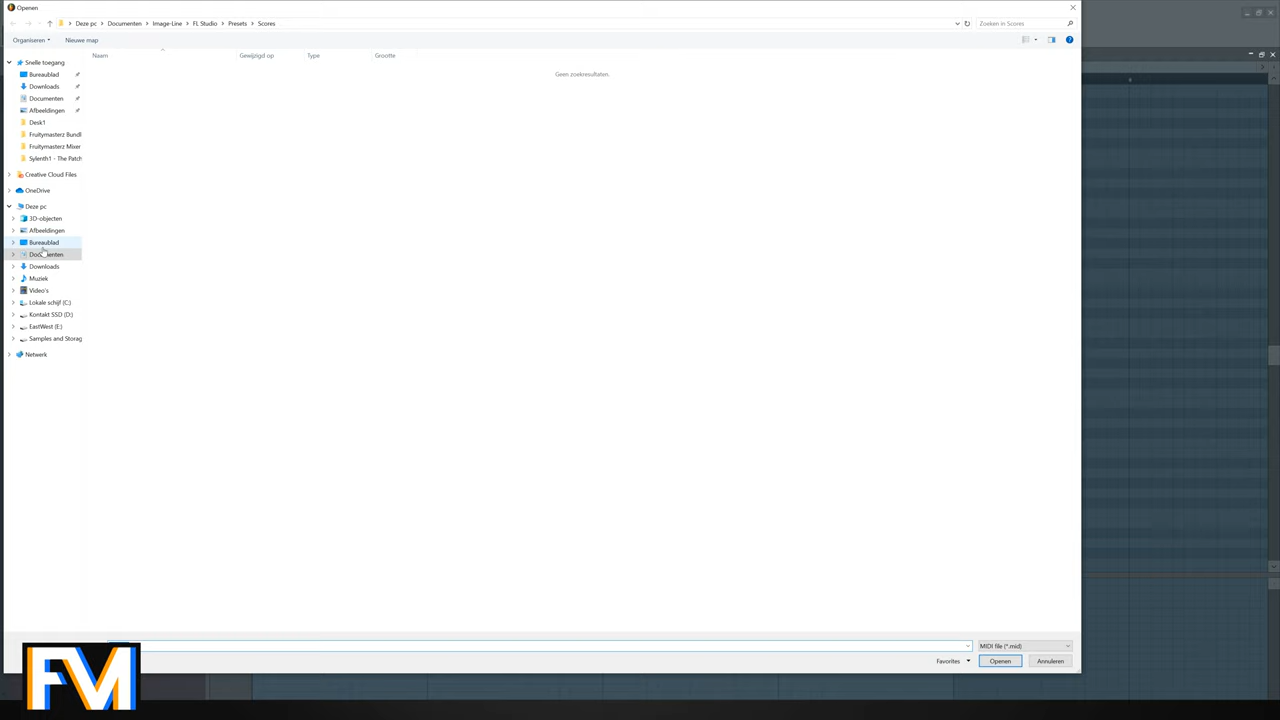 Openen
Deze pc > Documenten > Image-Line > FL Studio > Presets > Scores
Zoeken in Scores
Organiseren
Nieuwe map
Naam
Gewijzigd op
Type
Grootte
Geen zoekresultaten.
Snelle toegang
Bureaublad
Downloads
Documenten
Afbeeldingen
Desk1
Fruitymasterz Bundl
Fruitymasterz Mixer
Sylenth1 - The Patch
Creative Cloud Files
OneDrive
Deze pc
3D-objecten
Afbeeldingen
Bureaublad
Documenten
Downloads
Muziek
Video's
Lokale schijf (C:)
Kontakt SSD (D:)
EastWest (E:)
Samples and Storag
Netwerk
MIDI file (*.mid)
Favorites
Openen
Annuleren
FM